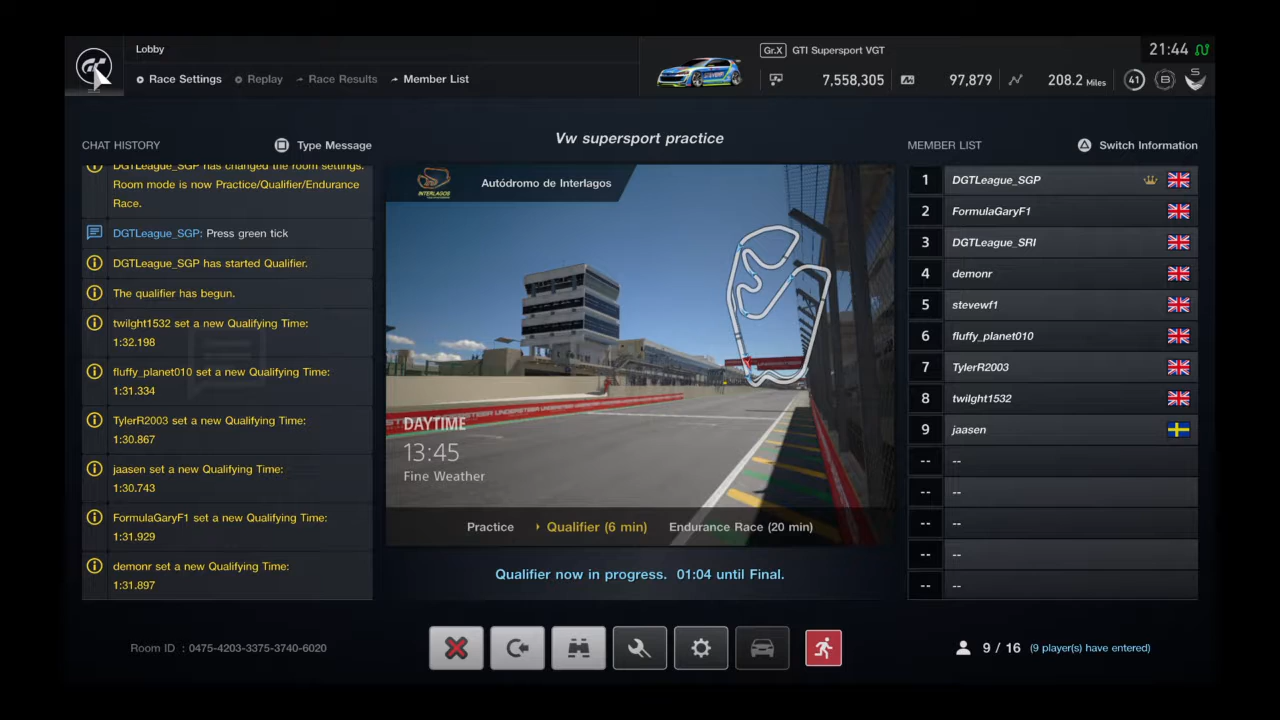 Lobby
Race Settings Replay Race Results Member List
Gr.X GTI Supersport VGT
7,558,305 97,879 208.2 Miles 41 B S
21:44
CHAT HISTORY Type Message
DGTLeague_SGP has changed the room settings.
Room mode is now Practice/Qualifier/Endurance
Race.
DGTLeague_SGP: Press green tick
DGTLeague_SGP has started Qualifier.
The qualifier has begun.
twilght1532 set a new Qualifying Time:
1:32.198
fluffy_planet010 set a new Qualifying Time:
1:31.334
TylerR2003 set a new Qualifying Time:
1:30.867
jaasen set a new Qualifying Time:
1:30.743
FormulaGaryF1 set a new Qualifying Time:
1:31.929
demonr set a new Qualifying Time:
1:31.897
Vw supersport practice
INTERLAGOS
Autódromo de Interlagos
DAYTIME
13:45
Fine Weather
Practice Qualifier (6 min) Endurance Race (20 min)
Qualifier now in progress. 01:04 until Final.
MEMBER LIST Switch Information
1 DGTLeague_SGP
2 FormulaGaryF1
3 DGTLeague_SRI
4 demonr
5 stevewf1
6 fluffy_planet010
7 TylerR2003
8 twilght1532
9 jaasen
-- --
-- --
-- --
-- --
-- --
Room ID : 0475-4203-3375-3740-6020
9 / 16 (9 player(s) have entered)